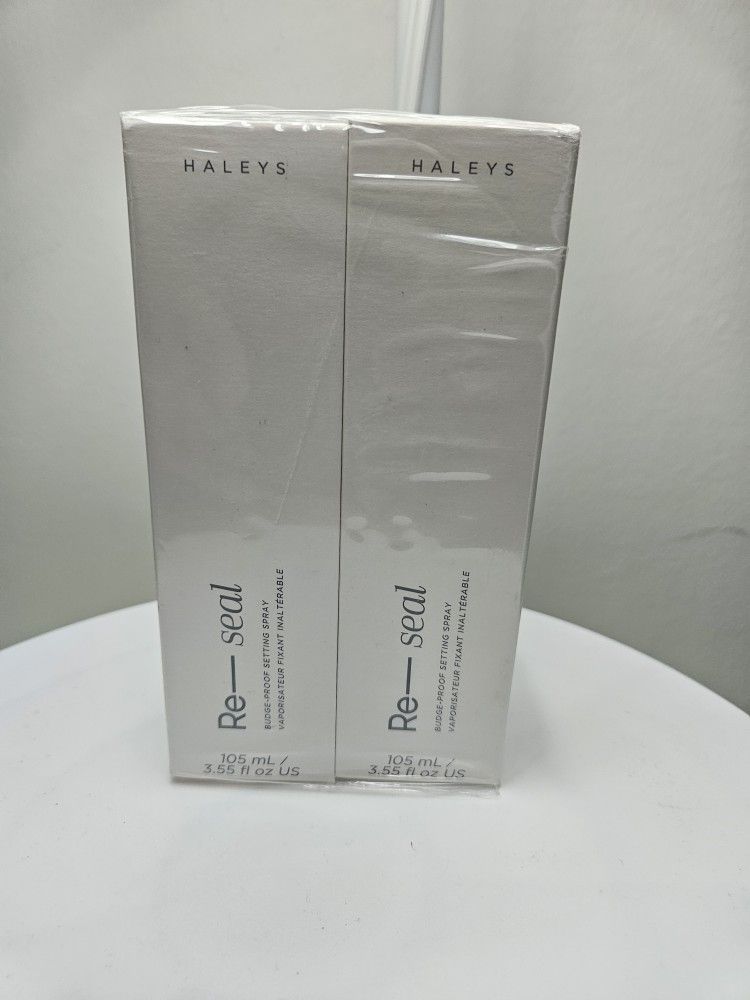 HALEYS
Re— seal
BUDGE-PROOF SETTING SPRAY
VAPORISATEUR FIXANT INALTÉRABLE
105 mL /
3.55 fl oz US
HALEYS
Re— seal
BUDGE-PROOF SETTING SPRAY
VAPORISATEUR FIXANT INALTÉRABLE
105 mL /
3.55 fl oz US